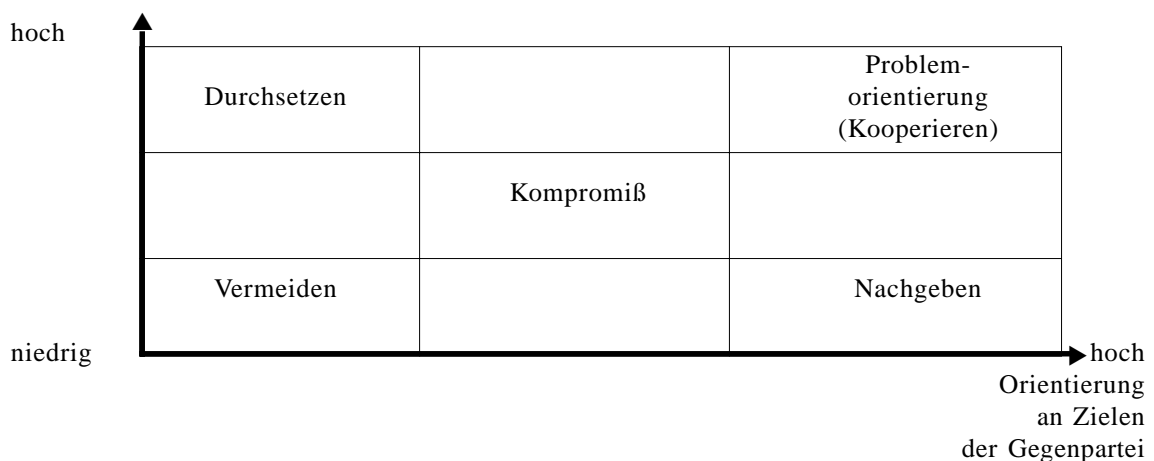 hoch
Durchsetzen
Problem-
orientierung
(Kooperieren)
Kompromiß
Vermeiden
Nachgeben
niedrig
hoch
Orientierung
an Zielen
der Gegenpartei